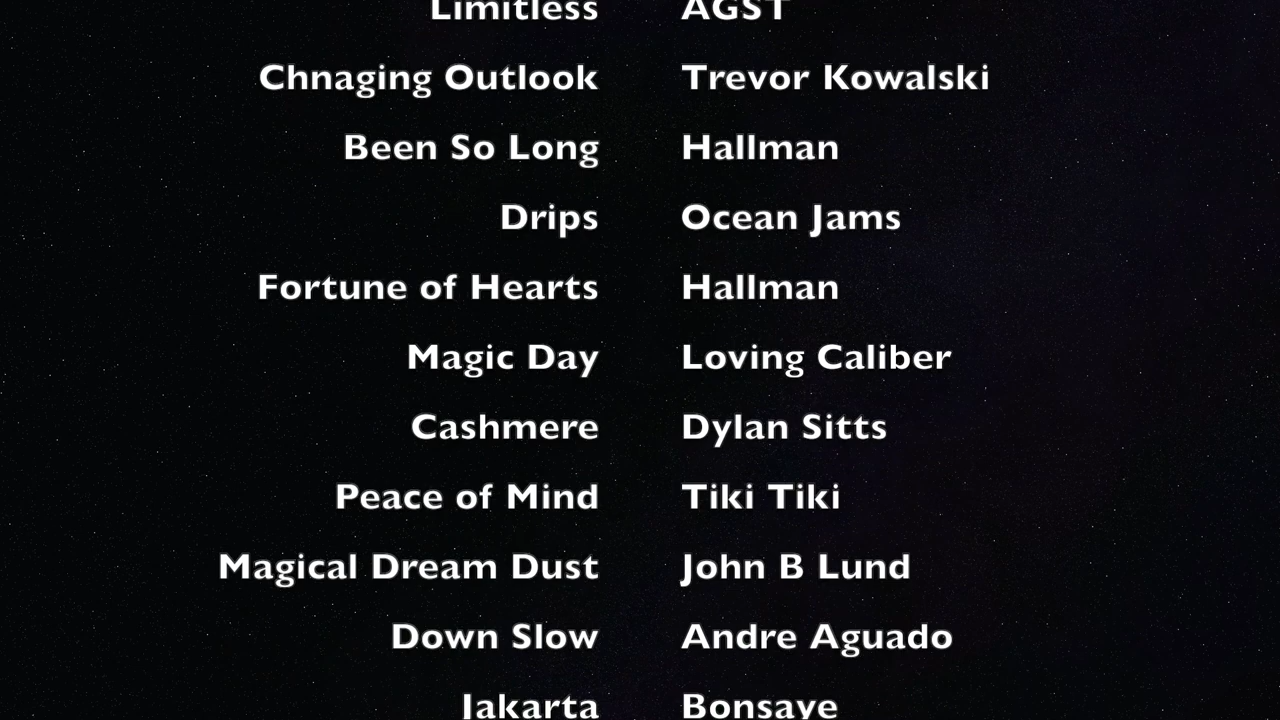 Limitless AGST
Chnaging Outlook Trevor Kowalski
Been So Long Hallman
Drips Ocean Jams
Fortune of Hearts Hallman
Magic Day Loving Caliber
Cashmere Dylan Sitts
Peace of Mind Tiki Tiki
Magical Dream Dust John B Lund
Down Slow Andre Aguado
Jakarta Bonsaye